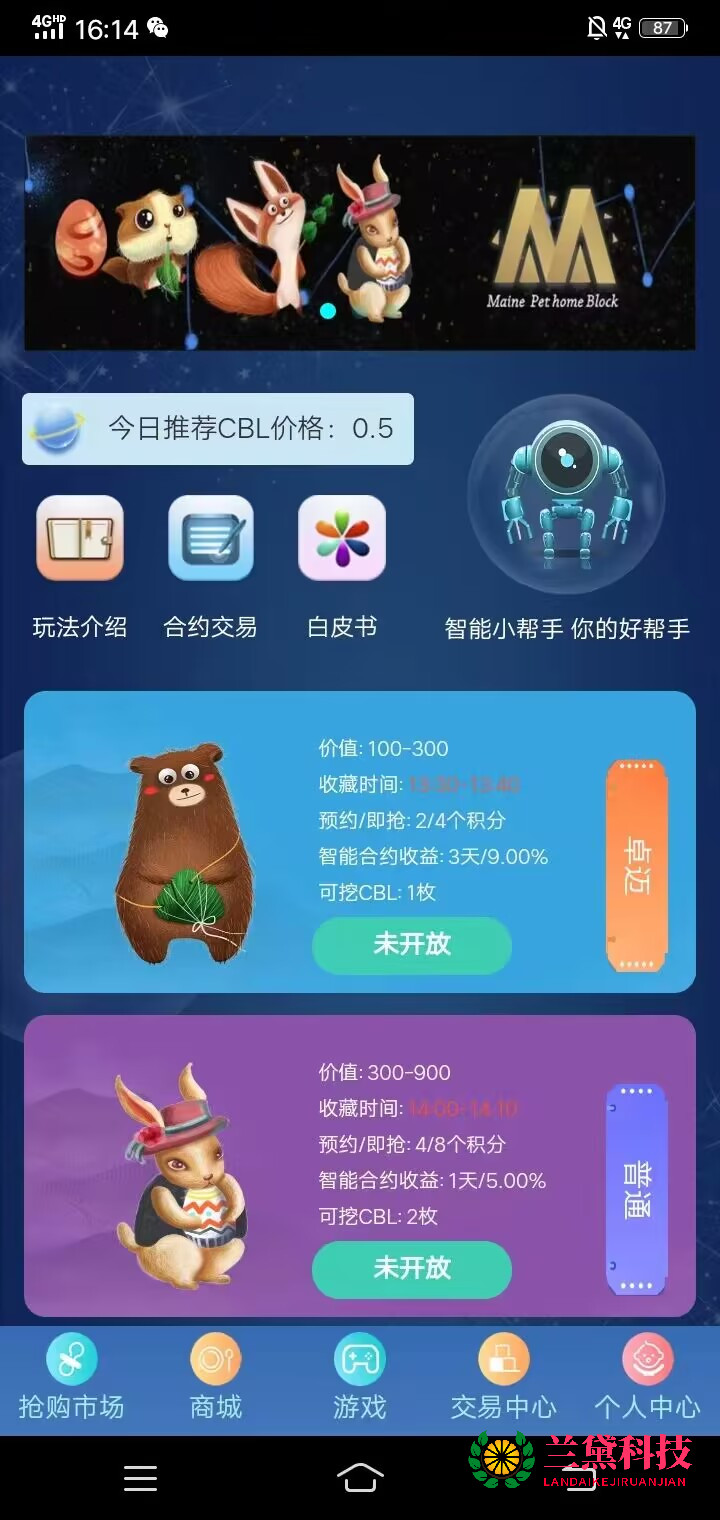 4G HD 16:14 4G 87
Maine Pet home Block
今日推荐CBL价格：0.5
玩法介绍 合约交易 白皮书 智能小帮手 你的好帮手
价值: 100-300
收藏时间: 13:30-13:40
预约/即抢: 2/4个积分
智能合约收益: 3天/9.00%
可挖CBL: 1枚
未开放
卓迈
价值: 300-900
收藏时间: 14:00-14:10
预约/即抢: 4/8个积分
智能合约收益: 1天/5.00%
可挖CBL: 2枚
未开放
普通
抢购市场 商城 游戏 交易中心 个人中心
兰黛科技
LANDAIKEJIRUANJIAN